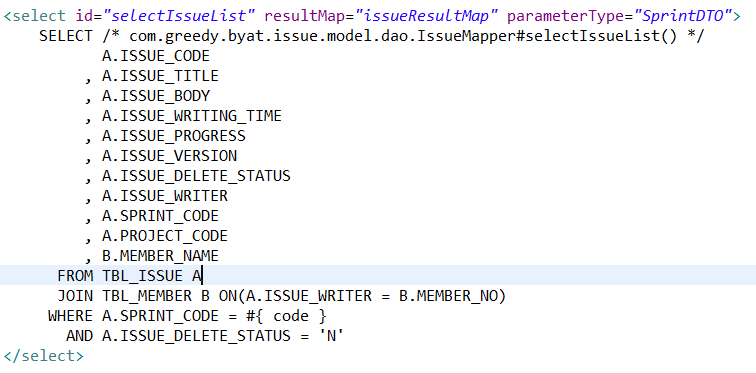 <select id="selectIssueList" resultMap="issueResultMap" parameterType="SprintDTO">
SELECT /* com.greedy.byat.issue.model.dao.IssueMapper#selectIssueList() */
A.ISSUE_CODE
, A.ISSUE_TITLE
, A.ISSUE_BODY
, A.ISSUE_WRITING_TIME
, A.ISSUE_PROGRESS
, A.ISSUE_VERSION
, A.ISSUE_DELETE_STATUS
, A.ISSUE_WRITER
, A.SPRINT_CODE
, A.PROJECT_CODE
, B.MEMBER_NAME
FROM TBL_ISSUE A
JOIN TBL_MEMBER B ON(A.ISSUE_WRITER = B.MEMBER_NO)
WHERE A.SPRINT_CODE = #{ code }
AND A.ISSUE_DELETE_STATUS = 'N'
</select>